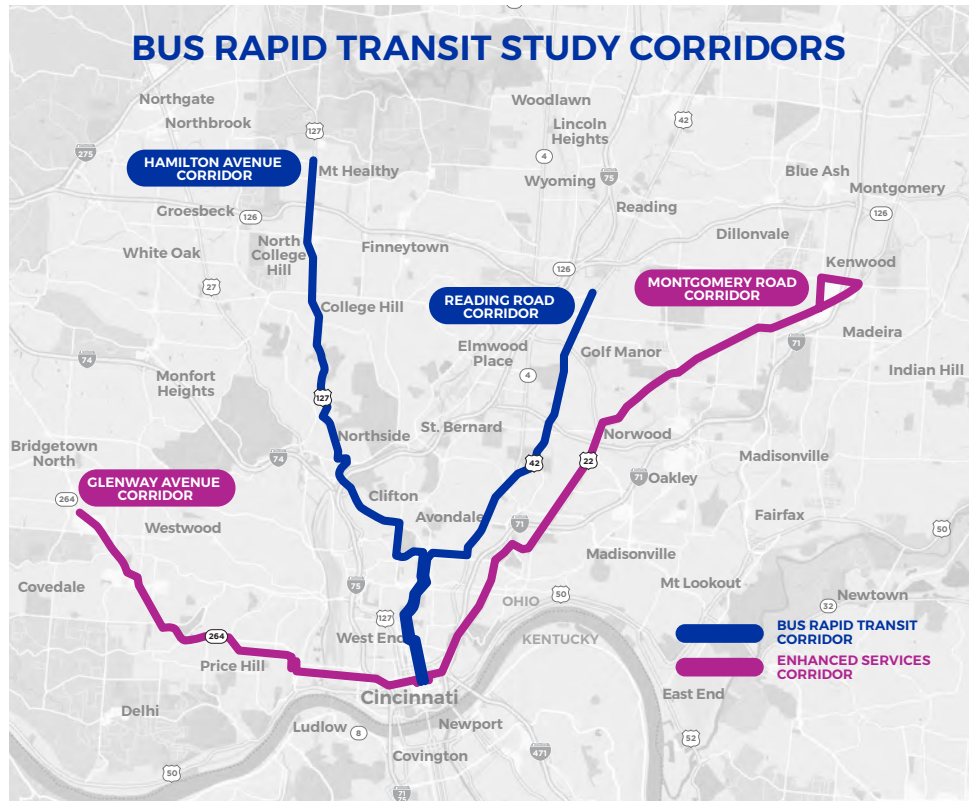 BUS RAPID TRANSIT STUDY CORRIDORS
Northgate
Woodlawn
Northbrook
42
127
Lincoln
Heights
275
4
HAMILTON AVENUE
CORRIDOR
Mt Healthy
Wyoming
75
Blue Ash
Montgomery
Groesbeck
126
Reading
126
White Oak
North
College
Hill
Finneytown
Dillonvale
Kenwood
126
27
MONTGOMERY ROAD
CORRIDOR
READING ROAD
CORRIDOR
College Hill
Madeira
71
Elmwood
Place
Golf Manor
74
4
Indian Hill
Monfort
Heights
127
Northside
St. Bernard
Norwood
Bridgetown
North
74
42
22
Madisonville
71
Oakley
GLENWAY AVENUE
CORRIDOR
264
Clifton
Westwood
Avondale
71
Fairfax
50
Madisonville
Covedale
75
Mt Lookout
50
OHIO
Newtown
32
127
BUS RAPID TRANSIT
CORRIDOR
264
West End
KENTUCKY
Price Hill
ENHANCED SERVICES
CORRIDOR
Cincinnati
East End
Delhi
Ludlow
8
Newport
52
Covington
471
50
71
75